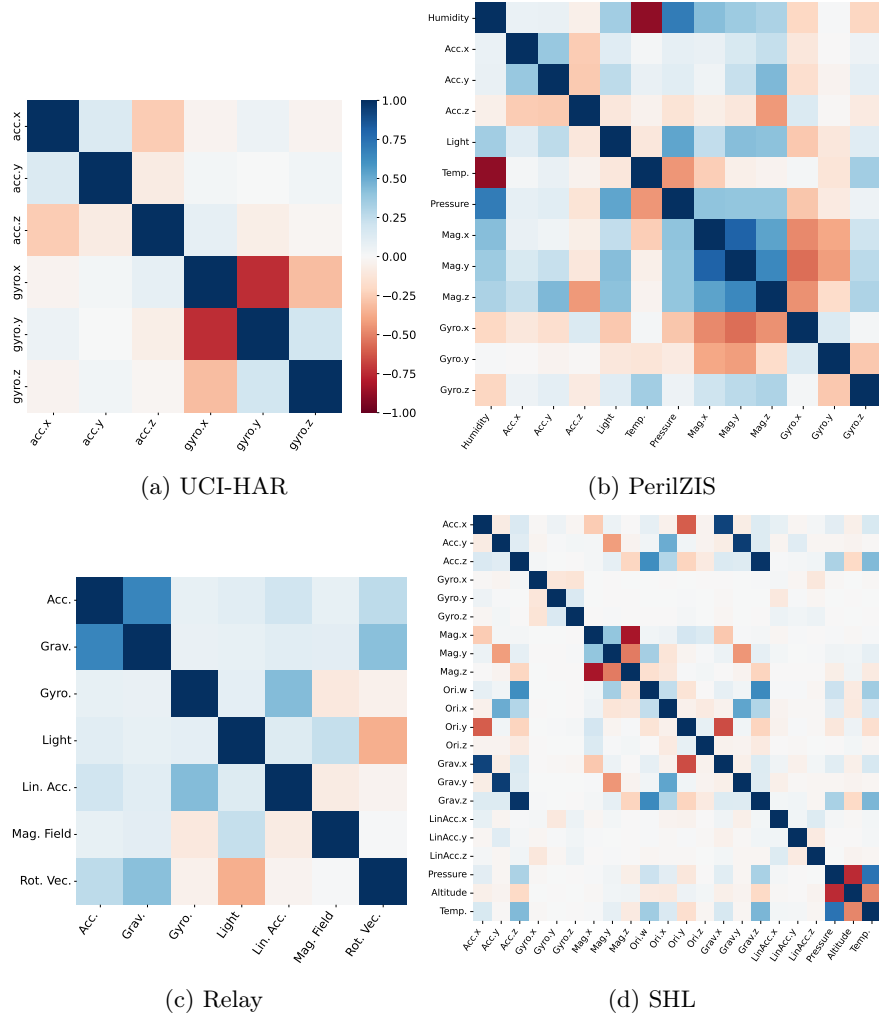 acc.x
acc.y
acc.z
gyro.x
gyro.y
gyro.z
acc.x
acc.y
acc.z
gyro.x
gyro.y
gyro.z
1.00
0.75
0.50
0.25
0.00
−0.25
−0.50
−0.75
−1.00
(a) UCI-HAR
Humidity
Acc.x
Acc.y
Acc.z
Light
Temp.
Pressure
Mag.x
Mag.y
Mag.z
Gyro.x
Gyro.y
Gyro.z
Humidity
Acc.x
Acc.y
Acc.z
Light
Temp.
Pressure
Mag.x
Mag.y
Mag.z
Gyro.x
Gyro.y
Gyro.z
(b) PerilZIS
Acc.
Grav.
Gyro.
Light
Lin. Acc.
Mag. Field
Rot. Vec.
Acc.
Grav.
Gyro.
Light
Lin. Acc.
Mag. Field
Rot. Vec.
(c) Relay
Acc.x
Acc.y
Acc.z
Gyro.x
Gyro.y
Gyro.z
Mag.x
Mag.y
Mag.z
Ori.w
Ori.x
Ori.y
Ori.z
Grav.x
Grav.y
Grav.z
LinAcc.x
LinAcc.y
LinAcc.z
Pressure
Altitude
Temp.
Acc.x
Acc.y
Acc.z
Gyro.x
Gyro.y
Gyro.z
Mag.x
Mag.y
Mag.z
Ori.w
Ori.x
Ori.y
Ori.z
Grav.x
Grav.y
Grav.z
LinAcc.x
LinAcc.y
LinAcc.z
Pressure
Altitude
Temp.
(d) SHL